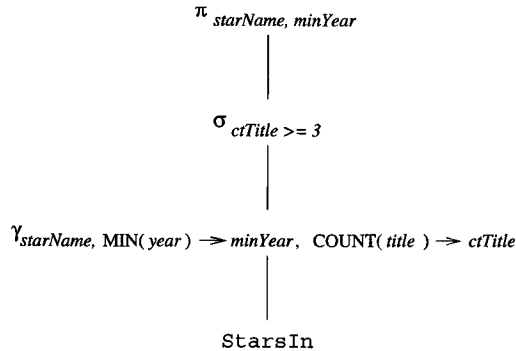 π starName, minYear
σ ctTitle >= 3
γ starName, MIN( year ) → minYear, COUNT( title ) → ctTitle
StarsIn